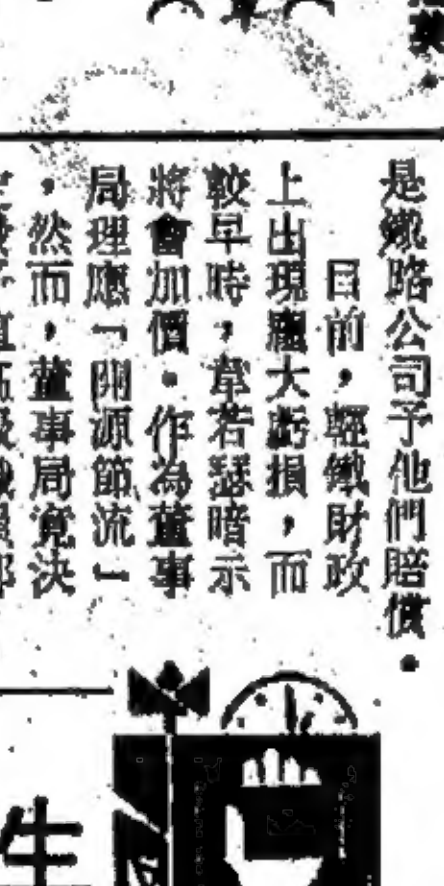 是鐵路公司予他們賠償。
目前，輕鐵財政
上出現龐大虧損，而
較早時，韋若瑟暗示
將會加價。作為董事
局理應「開源節流」
，然而，董事局竟決
生